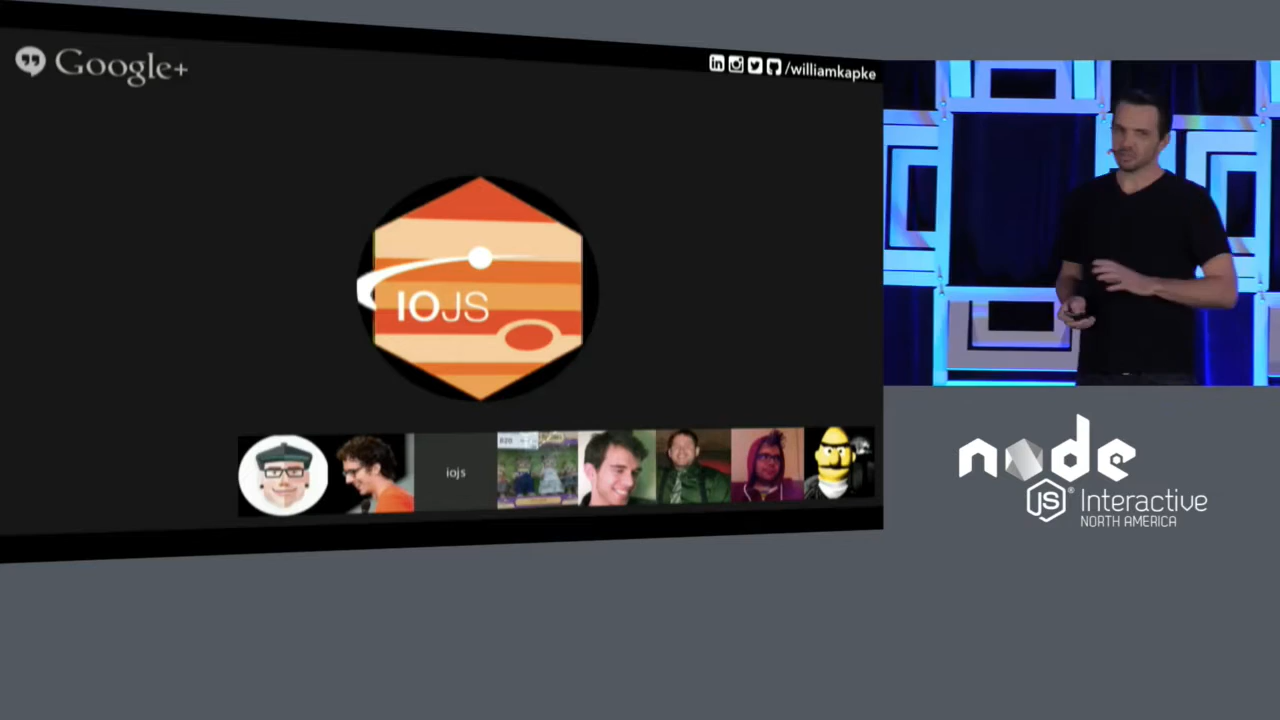 Google+
/williamkapke
IOJS
iojs
node
JS® Interactive
NORTH AMERICA